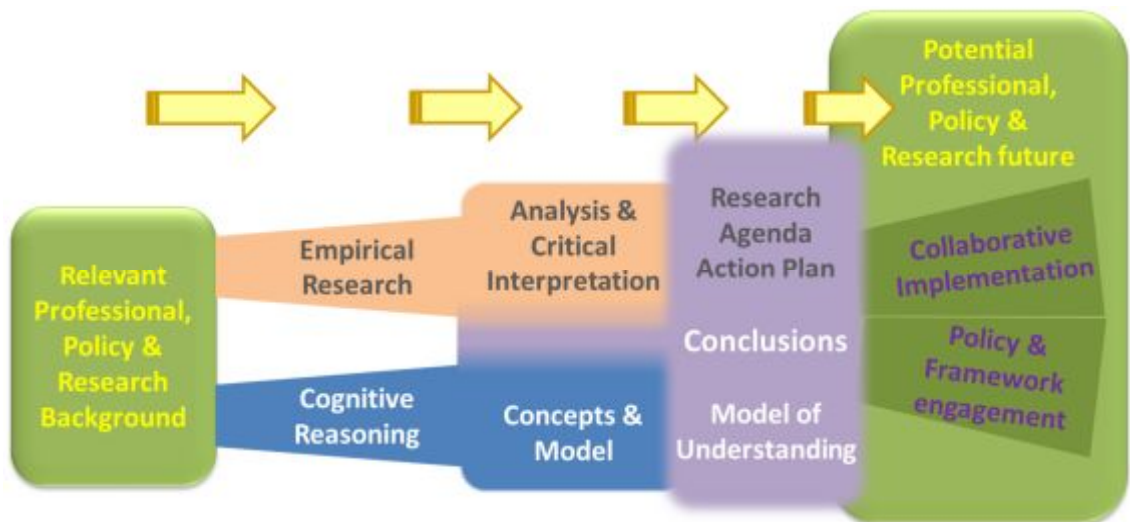 Relevant
Professional,
Policy &
Research
Background
Empirical
Research
Cognitive
Reasoning
Analysis &
Critical
Interpretation
Concepts &
Model
Research
Agenda
Action Plan
Conclusions
Model of
Understanding
Potential
Professional,
Policy &
Research future
Collaborative
Implementation
Policy &
Framework
engagement